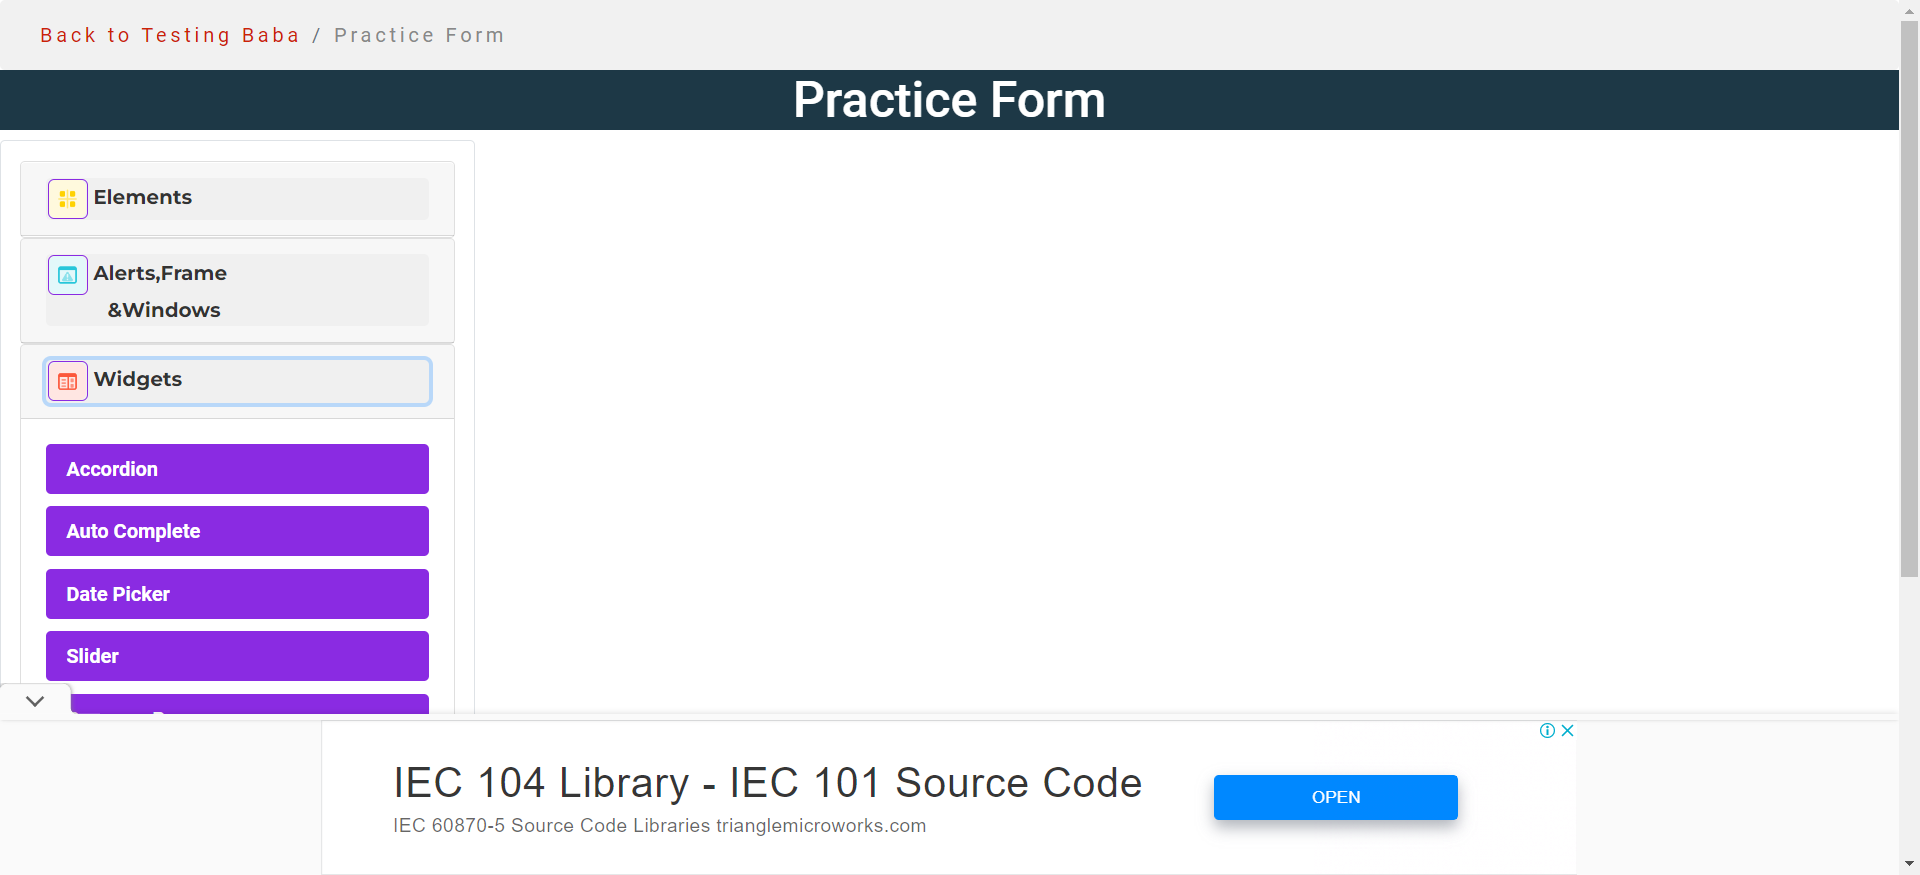 Back to Testing Baba / Practice Form
Practice Form
Elements
Alerts,Frame
&Windows
Widgets
Accordion
Auto Complete
Date Picker
Slider
IEC 104 Library - IEC 101 Source Code
IEC 60870-5 Source Code Libraries trianglemicroworks.com
OPEN